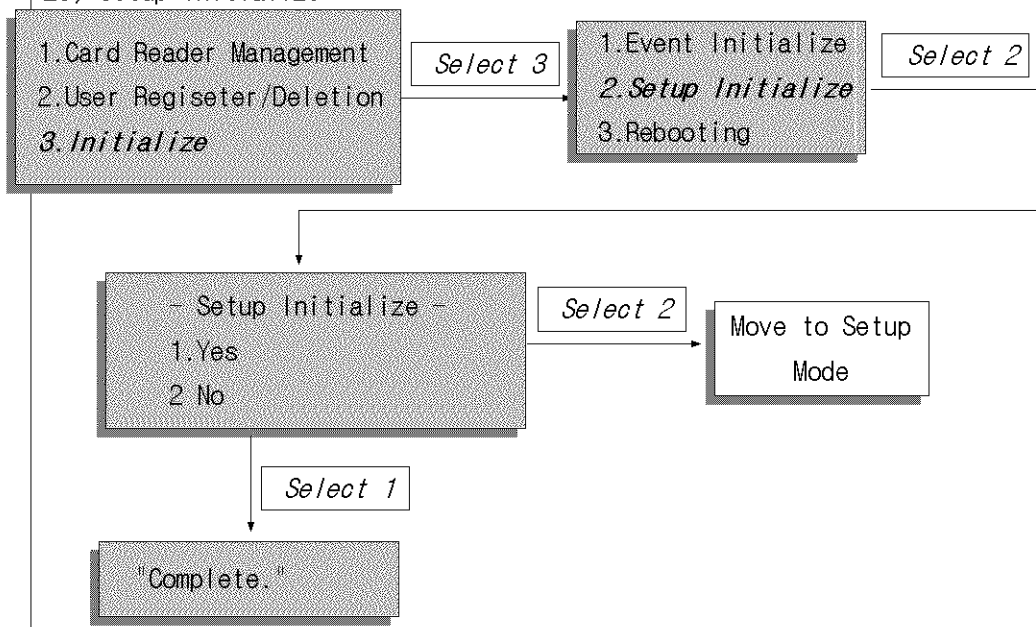 1.Card Reader Management
2.User Regiseter/Deletion
3.Initialize
Select 3
1.Event Initialize
2.Setup Initialize
3.Rebooting
Select 2
- Setup Initialize -
1.Yes
2 No
Select 2
Move to Setup
Mode
Select 1
"Complete."